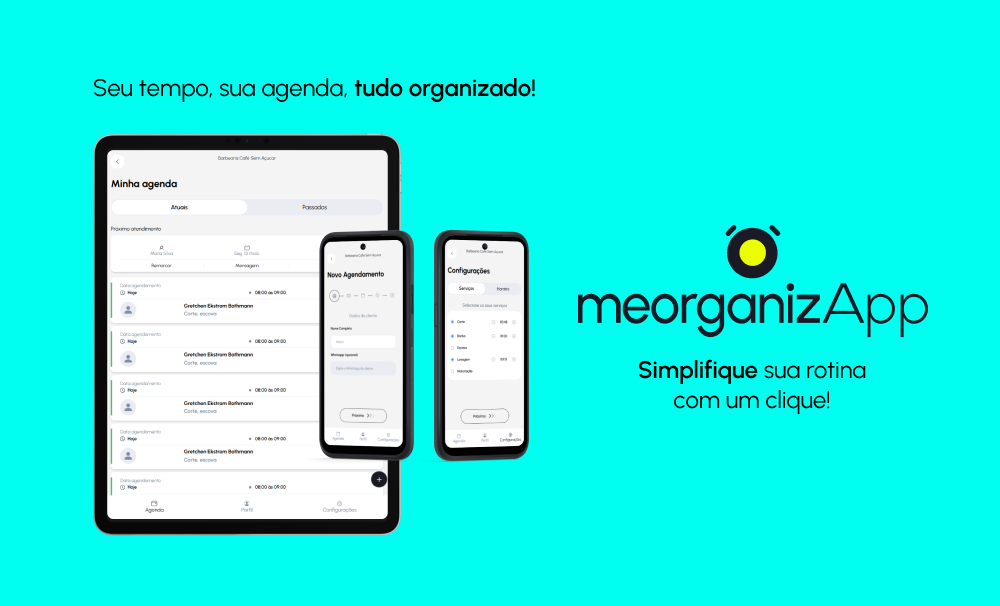 Seu tempo, sua agenda, tudo organizado!
Barbearia Café Sem Açucar
Minha agenda
Atuais
Passados
Próximo atendimento
Maria Silva
Seg, 13 maio
Remarcar
Mensagem
Data agendamento
Hoje
08:00 às 09:00
Gretchen Ekstrom Bothmann
Corte, escova
Data agendamento
Hoje
08:00 às 09:00
Gretchen Ekstrom Bothmann
Corte, escova
Data agendamento
Hoje
08:00 às 09:00
Gretchen Ekstrom Bothmann
Corte, escova
Data agendamento
Hoje
08:00 às 09:00
Gretchen Ekstrom Bothmann
Corte, escova
Data agendamento
Hoje
08:00 às 09:00
Agenda
Perfil
Configurações
Barbearia Café Sem Açucar
Novo Agendamento
Dados do cliente
Nome Completo
Whatsapp (opcional)
Próximo
Agenda
Perfil
Configurações
Barbearia Café Sem Açucar
Configurações
Serviços
Horário
Selecione os seus serviços
Corte
Barba
Escova
Lavagem
Hidratação
Próximo
Agenda
Perfil
Configurações
meorganizApp
Simplifique sua rotina
com um clique!